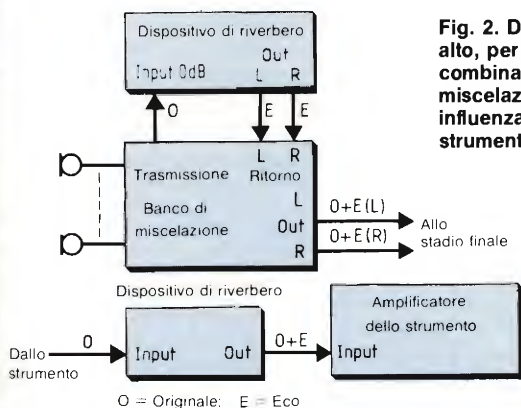 Dispositivo di riverbero
Out
Input 0dB L R
O E E
L R
Trasmissione Ritorno
L
Banco di
miscelazione
Out
R
O+E(L)
O+E(R)
Allo
stadio finale
Fig. 2. D
alto, per
combina
miscelaz
influenza
strument
Dispositivo di riverbero
Dallo
strumento
O
Input Out
O+E
Amplificatore
dello strumento
Input
O = Originale; E = Eco